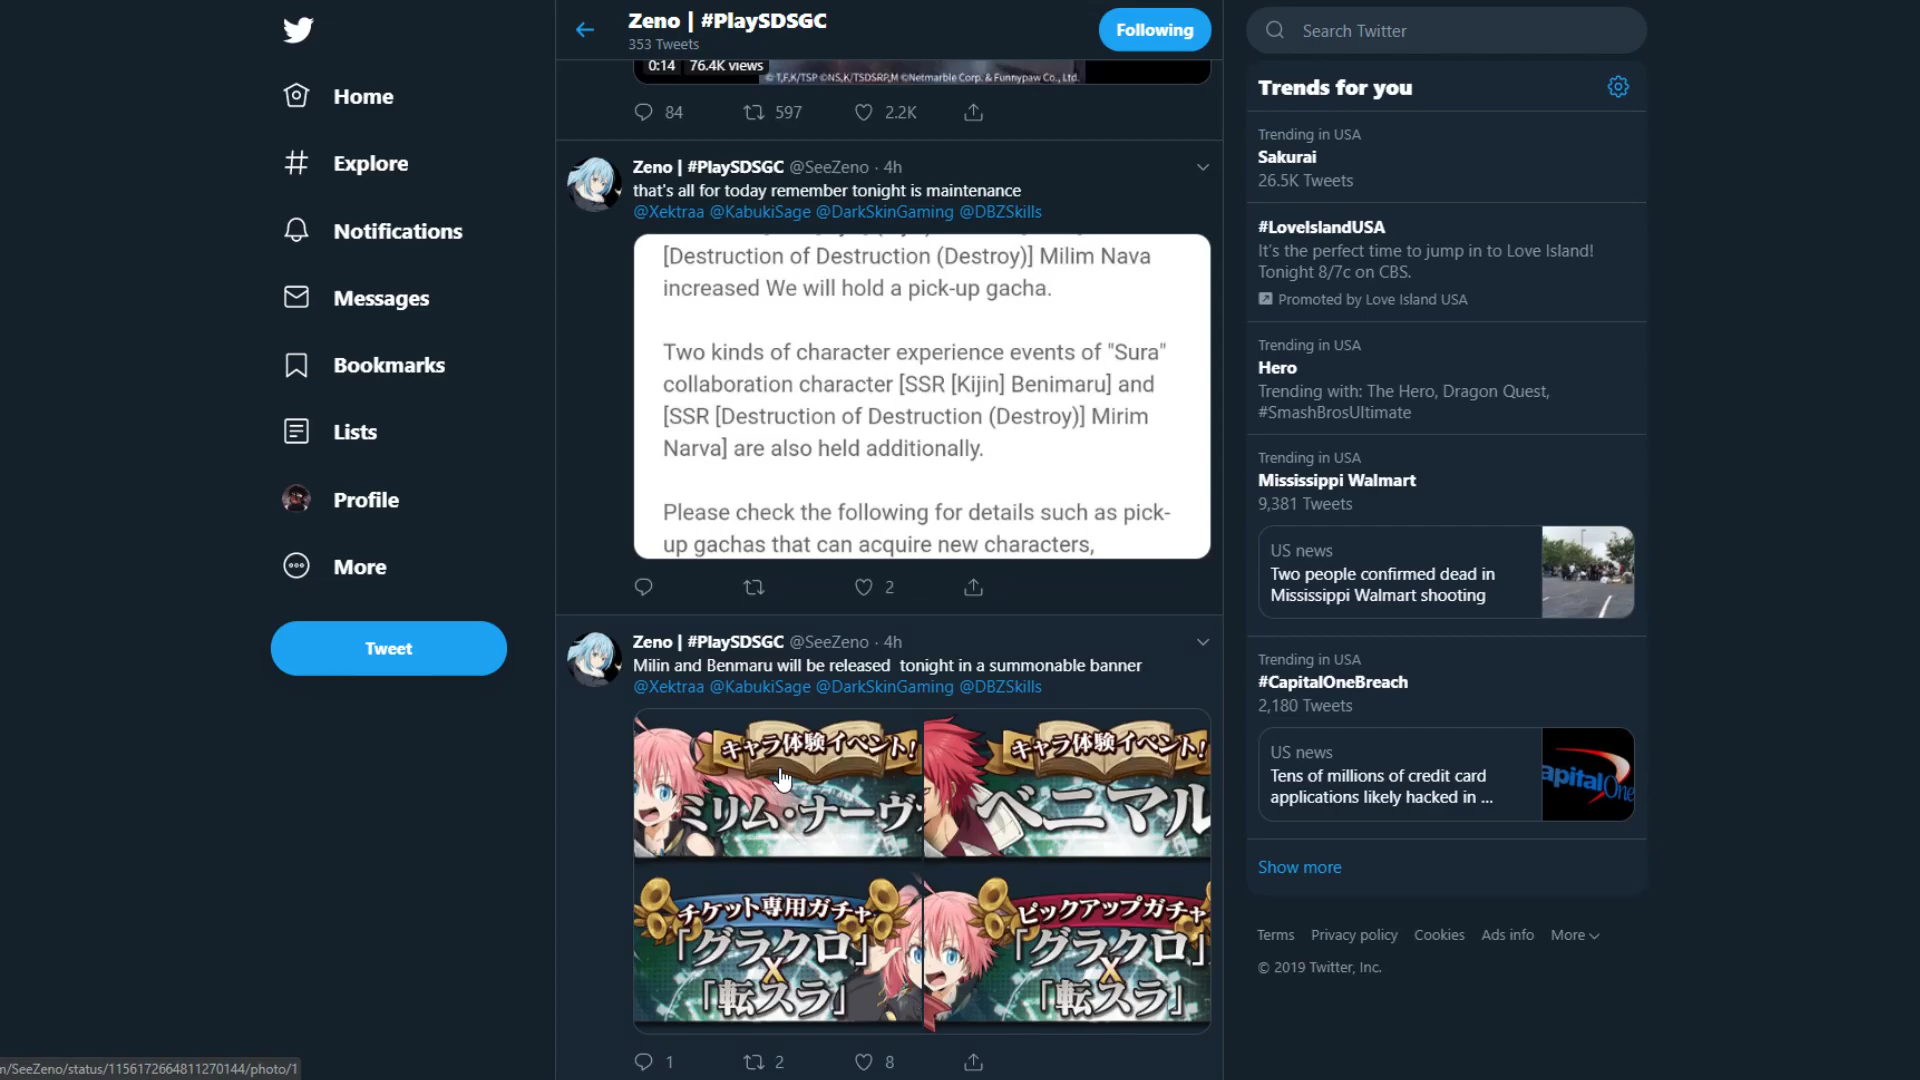 Home
Explore
Notifications
Messages
Bookmarks
Lists
Profile
More
Tweet
Zeno | #PlaySDSGC
353 Tweets
Following
0:14 76.4K views
© T,F,K/TSP ©NS,K/TSDSRP,M ©Netmarble Corp. & Funnypaw Co., Ltd.
84 597 2.2K
Zeno | #PlaySDSGC @SeeZeno · 4h
that's all for today remember tonight is maintenance
@Xektraa @KabukiSage @DarkSkinGaming @DBZSkills
[Destruction of Destruction (Destroy)] Milim Nava
increased We will hold a pick-up gacha.
Two kinds of character experience events of "Sura"
collaboration character [SSR [Kijin] Benimaru] and
[SSR [Destruction of Destruction (Destroy)] Mirim
Narva] are also held additionally.
Please check the following for details such as pick-
up gachas that can acquire new characters,
2
Zeno | #PlaySDSGC @SeeZeno · 4h
Milin and Benmaru will be released tonight in a summonable banner
@Xektraa @KabukiSage @DarkSkinGaming @DBZSkills
キャラ体験イベント!
ミリム・ナーヴ
キャラ体験イベント!
ベニマル
チケット専用ガチャ
「グラクロ」
X
「転スラ」
ピックアップガチャ
「グラクロ」
X
「転スラ」
1 2 8
Search Twitter
Trends for you
Trending in USA
Sakurai
26.5K Tweets
#LoveIslandUSA
It's the perfect time to jump in to Love Island!
Tonight 8/7c on CBS.
Promoted by Love Island USA
Trending in USA
Hero
Trending with: The Hero, Dragon Quest,
#SmashBrosUltimate
Trending in USA
Mississippi Walmart
9,381 Tweets
US news
Two people confirmed dead in
Mississippi Walmart shooting
Trending in USA
#CapitalOneBreach
2,180 Tweets
US news
Tens of millions of credit card
applications likely hacked in ...
apitalOne
Show more
Terms Privacy policy Cookies Ads info More
© 2019 Twitter, Inc.
m/SeeZeno/status/1156172664811270144/photo/1